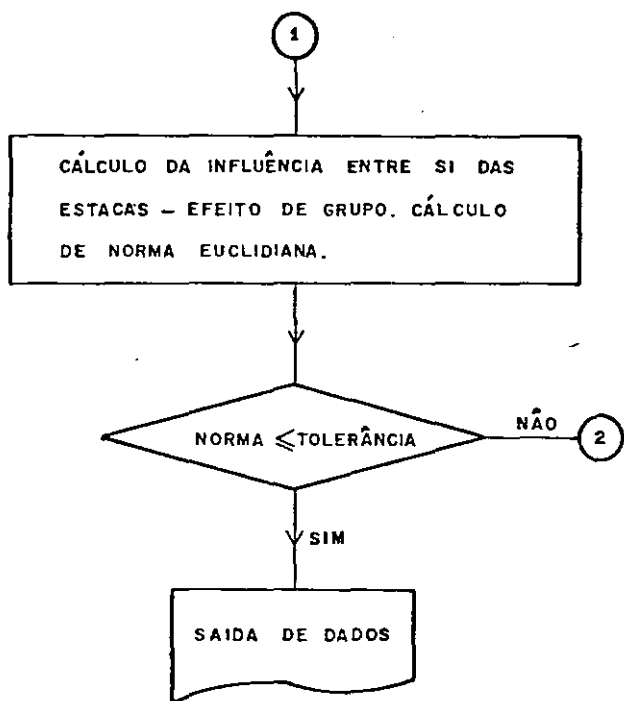 1
CÁLCULO DA INFLUÊNCIA ENTRE SI DAS
ESTACAS – EFEITO DE GRUPO. CÁLCULO
DE NORMA EUCLIDIANA.
NORMA ⩽ TOLERÂNCIA
NÃO
2
SIM
SAIDA DE DADOS